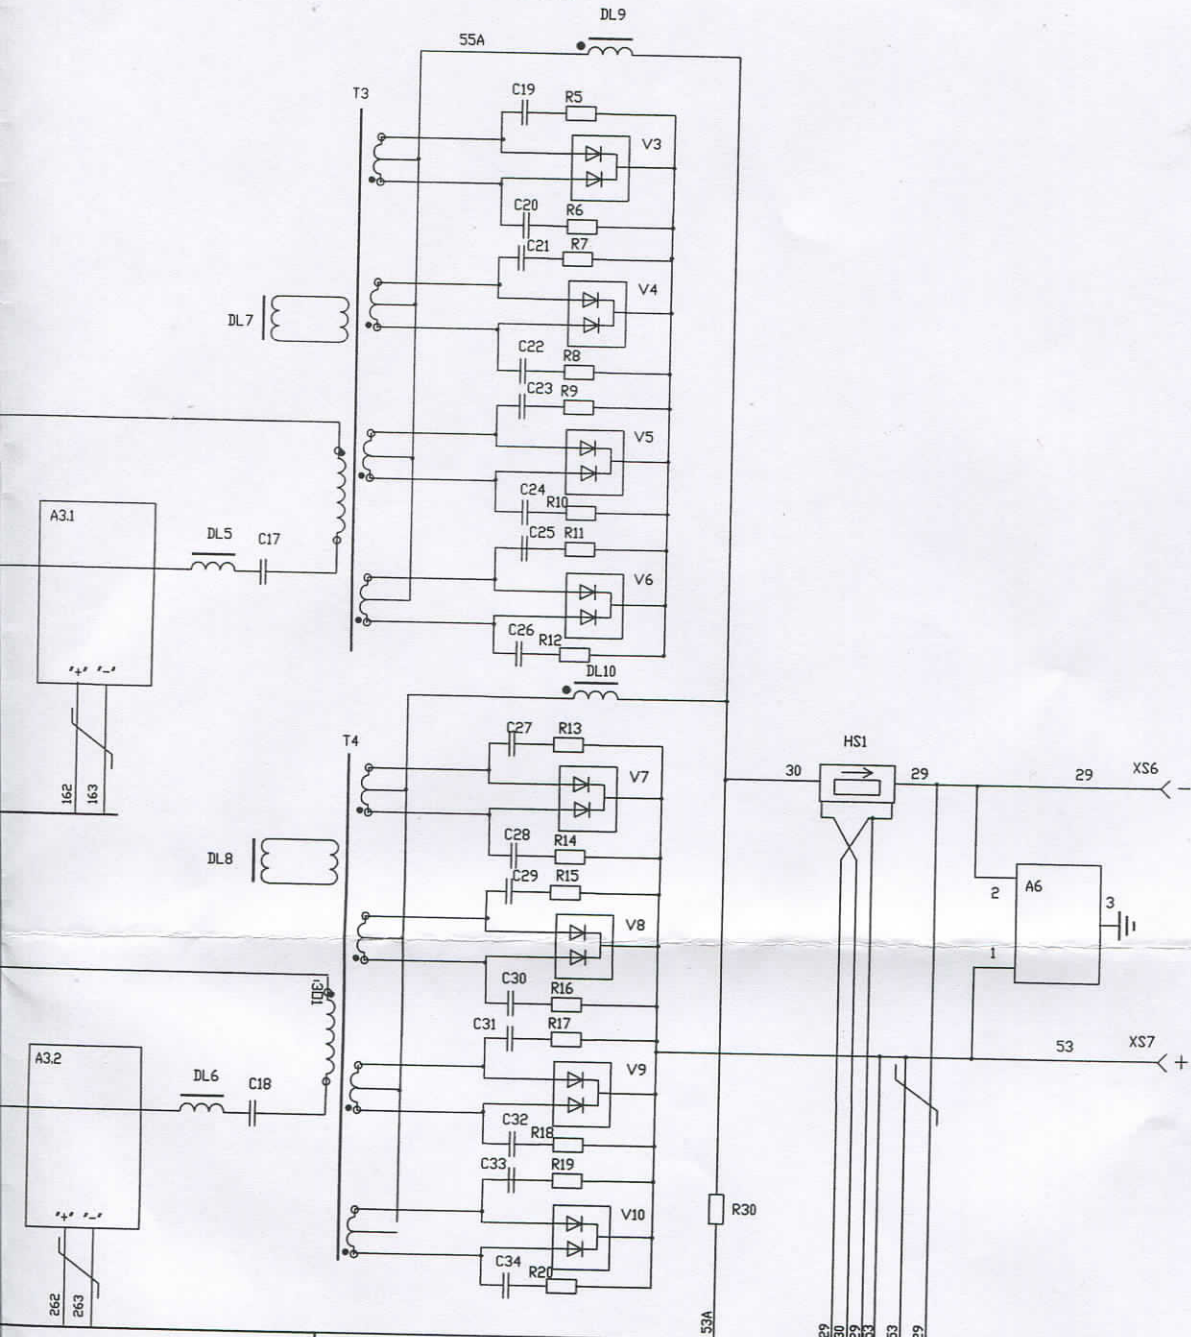 DL9
55A
T3
C19 R5
V3
C20 R6
C21 R7
V4
DL7
C22 R8
C23 R9
V5
C24 R10
C25 R11
A3.1
DL5 C17
V6
C26 R12
"+" "-"
162 163
DL10
T4
C27 R13
V7
HS1
30 29 29 XS6
DL8
C28 R14
C29 R15
V8
A6
2
3
1
C30 R16
C31 R17
53 XS7
+
A3.2
DL6 C18
V9
C32 R18
C33 R19
V10
R30
C34 R20
"+" "-"
262 263
53A
29 30 29 53 53 29